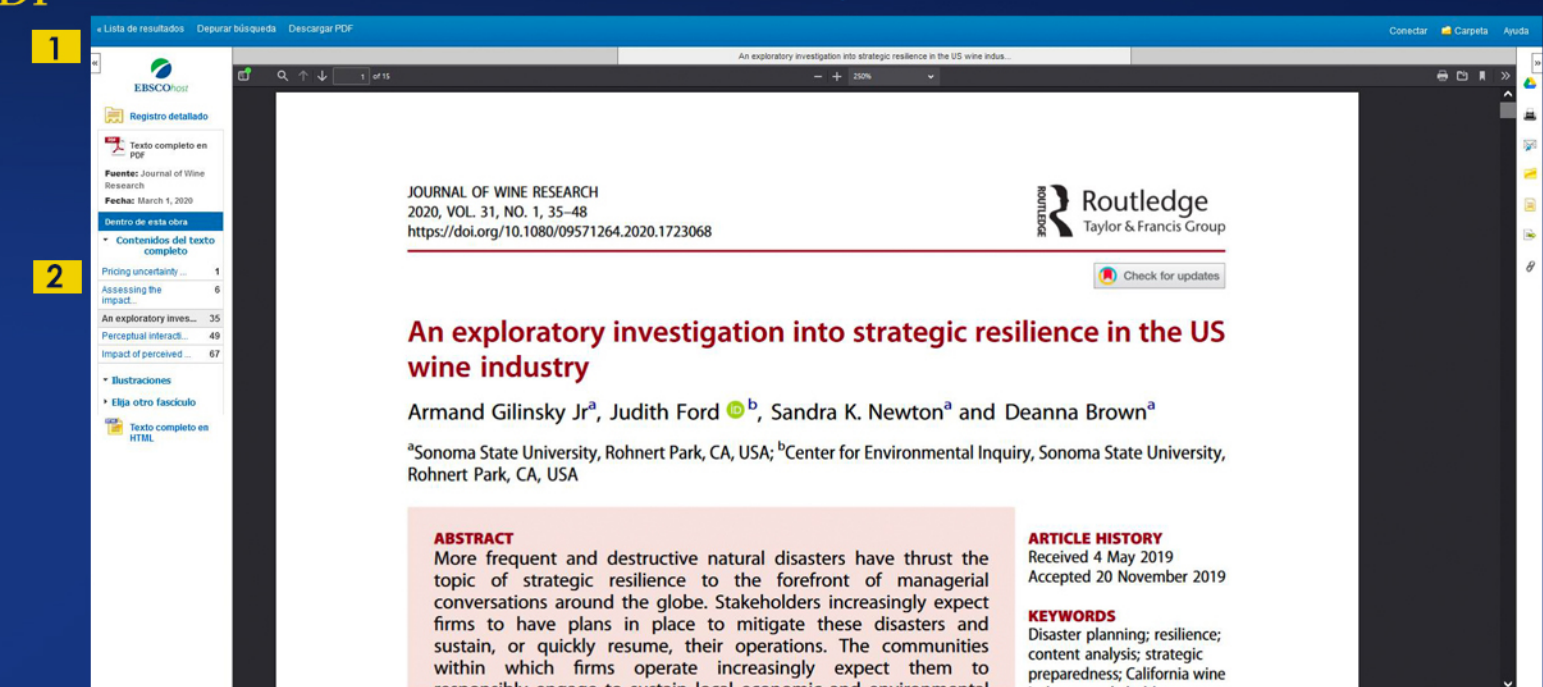 « Lista de resultados Depurar búsqueda Descargar PDF
Conectar Carpeta Ayuda
1
An exploratory investigation into strategic resilience in the US wine indus...
1 of 15
250%
EBSCOhost
Registro detallado
Texto completo en
PDF
Fuente: Journal of Wine
Research
Fecha: March 1, 2020
Dentro de esta obra
Contenidos del texto
completo
2
Pricing uncertainty ... 1
Assessing the 6
impact...
An exploratory inves... 35
Perceptual interacti... 49
Impact of perceived ... 67
Ilustraciones
Elija otro fascículo
Texto completo en
HTML
JOURNAL OF WINE RESEARCH
2020, VOL. 31, NO. 1, 35–48
https://doi.org/10.1080/09571264.2020.1723068
ROUTLEDGE
Routledge
Taylor & Francis Group
Check for updates
An exploratory investigation into strategic resilience in the US
wine industry
Armand Gilinsky Jrᵃ, Judith Ford iD ᵇ, Sandra K. Newtonᵃ and Deanna Brownᵃ
ᵃSonoma State University, Rohnert Park, CA, USA; ᵇCenter for Environmental Inquiry, Sonoma State University,
Rohnert Park, CA, USA
ABSTRACT
More frequent and destructive natural disasters have thrust the
topic of strategic resilience to the forefront of managerial
conversations around the globe. Stakeholders increasingly expect
firms to have plans in place to mitigate these disasters and
sustain, or quickly resume, their operations. The communities
within which firms operate increasingly expect them to
ARTICLE HISTORY
Received 4 May 2019
Accepted 20 November 2019
KEYWORDS
Disaster planning; resilience;
content analysis; strategic
preparedness; California wine